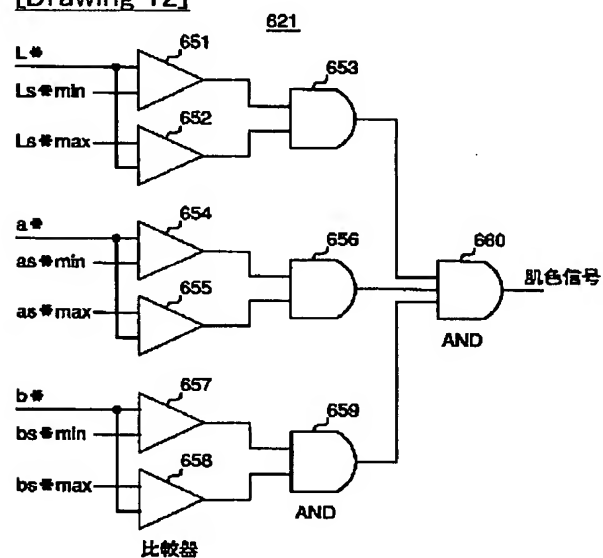 [Drawing 12]
621
L*
651
Ls*min
653
652
Ls*max
a*
654
as*min
656
660
肌色信号
655
as*max
AND
b*
657
bs*min
659
658
bs*max
AND
比較器